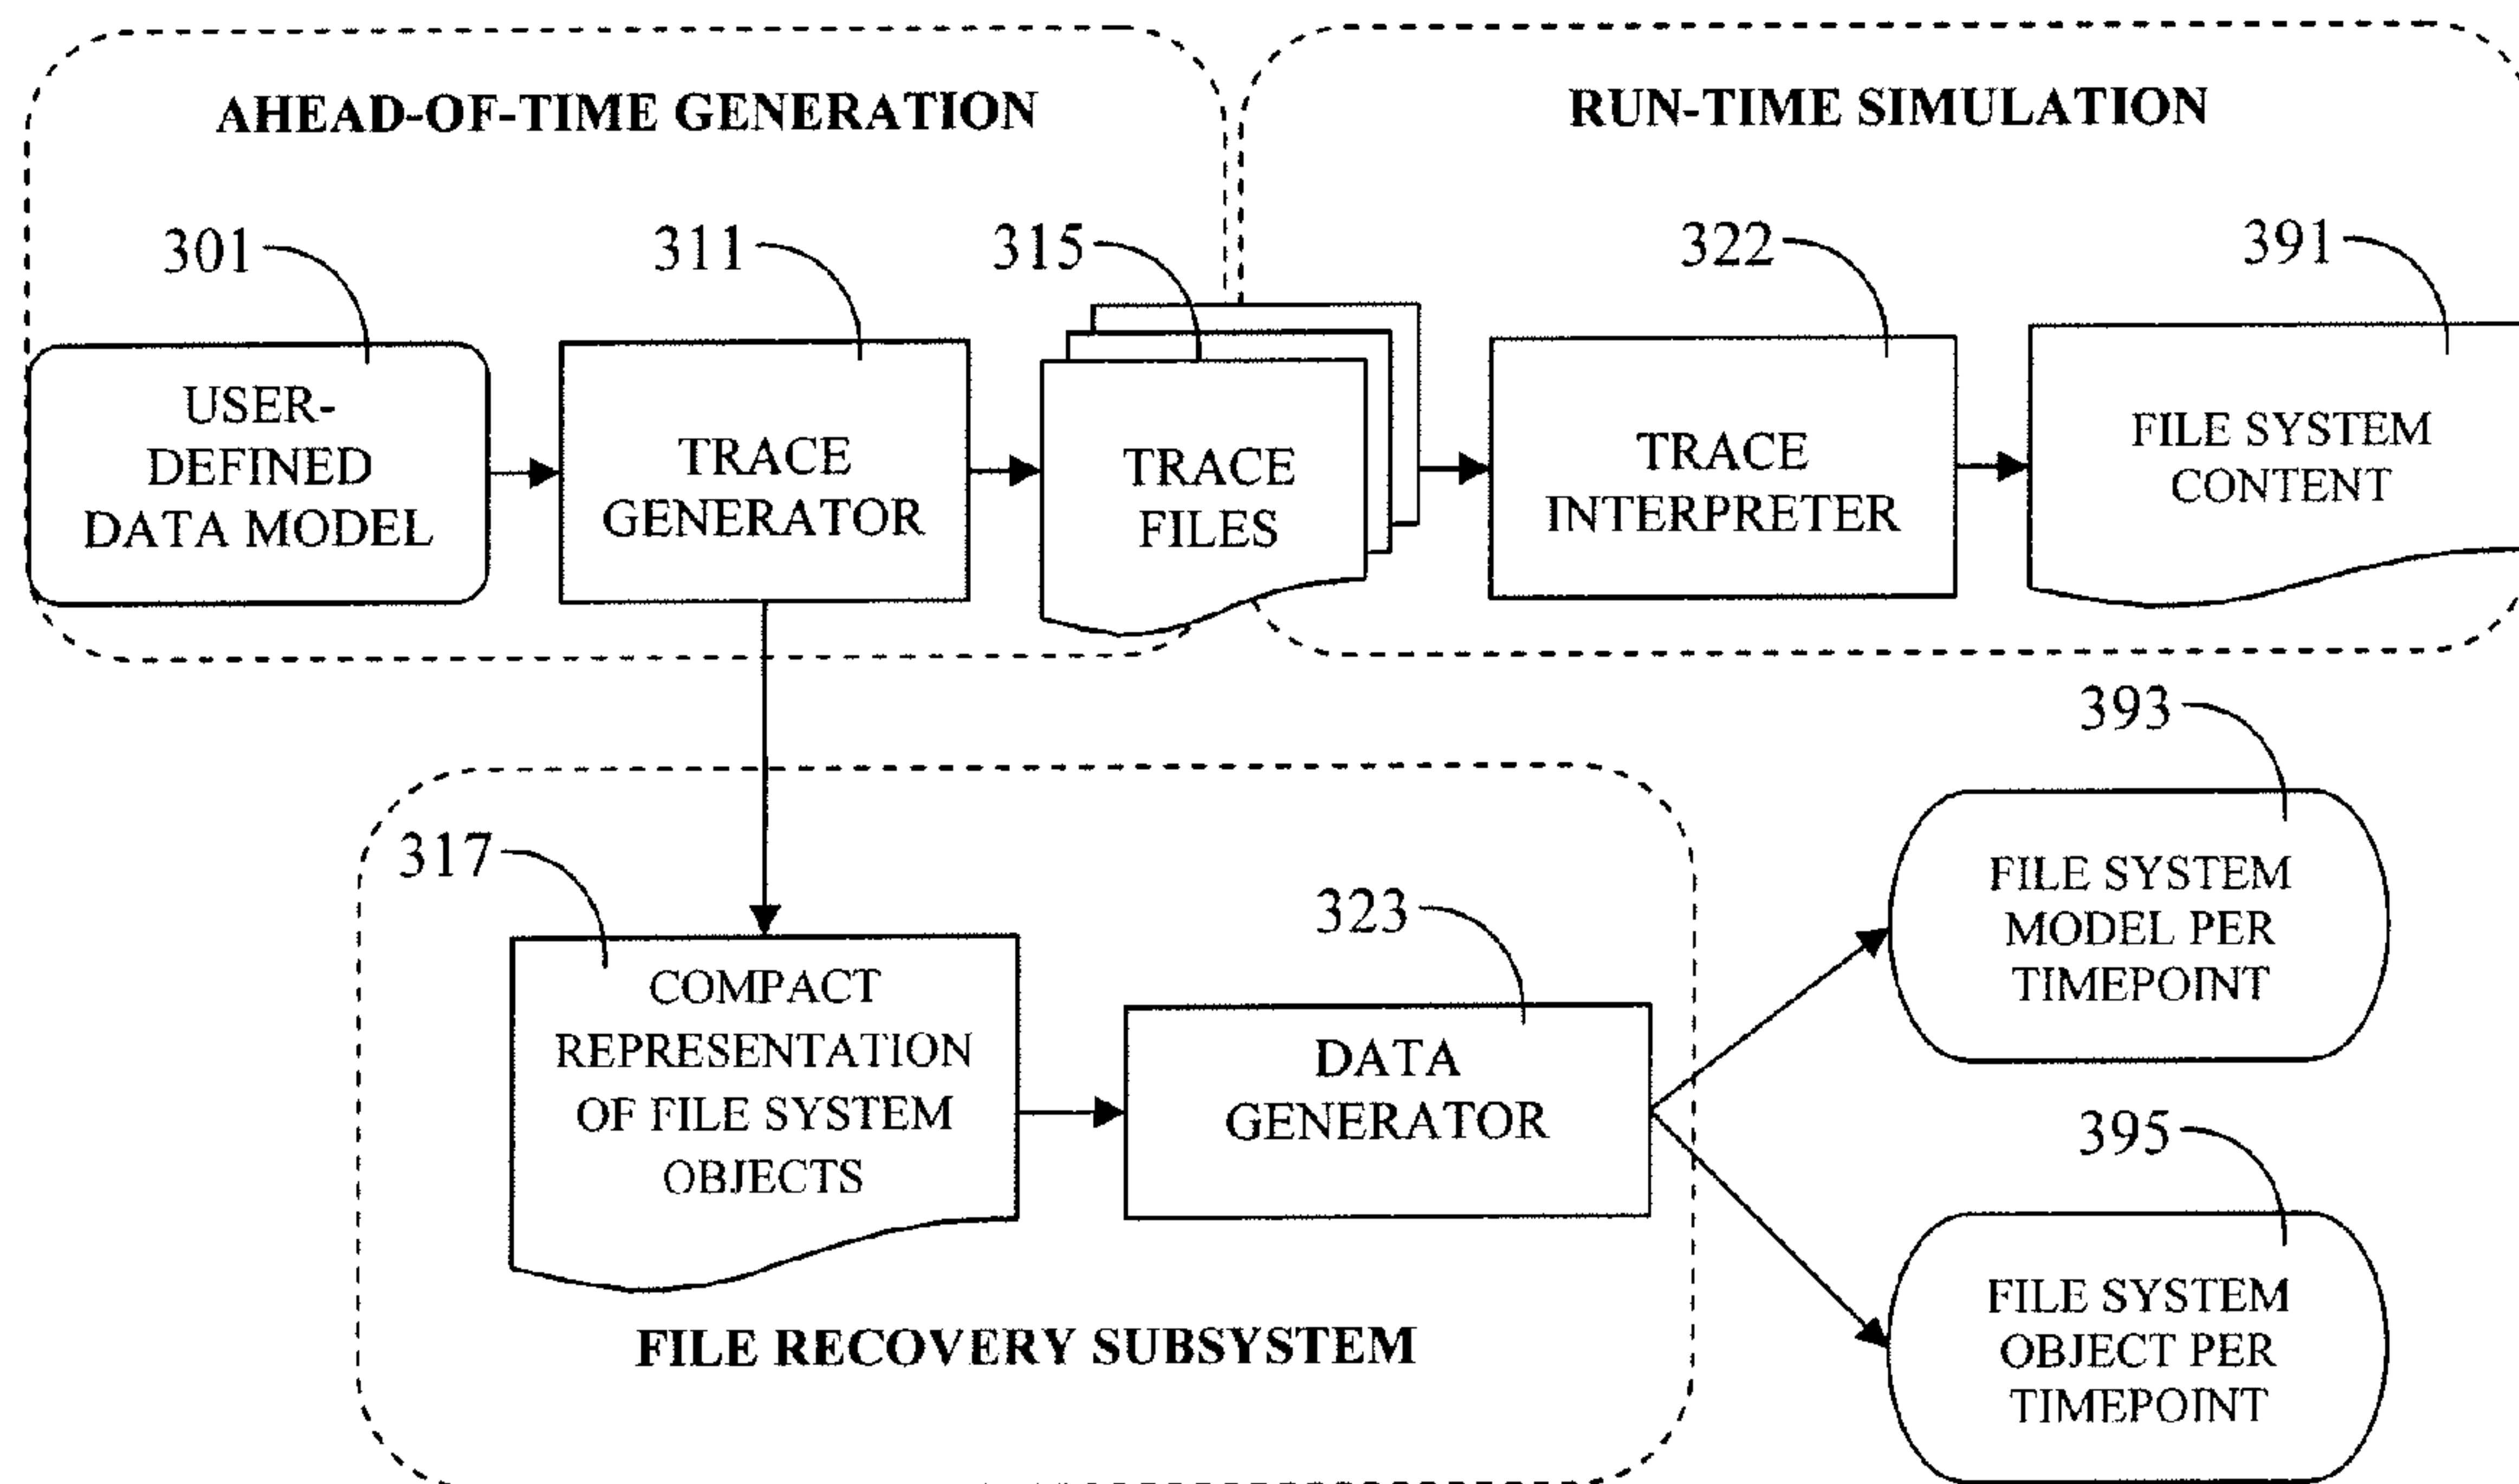 AHEAD-OF-TIME GENERATION
RUN-TIME SIMULATION
301
311
315
322
391
USER-
DEFINED
DATA MODEL
TRACE
GENERATOR
TRACE
FILES
TRACE
INTERPRETER
FILE SYSTEM
CONTENT
393
317
323
FILE SYSTEM
MODEL PER
TIMEPOINT
COMPACT
REPRESENTATION
OF FILE SYSTEM
OBJECTS
DATA
GENERATOR
395
FILE SYSTEM
OBJECT PER
TIMEPOINT
FILE RECOVERY SUBSYSTEM